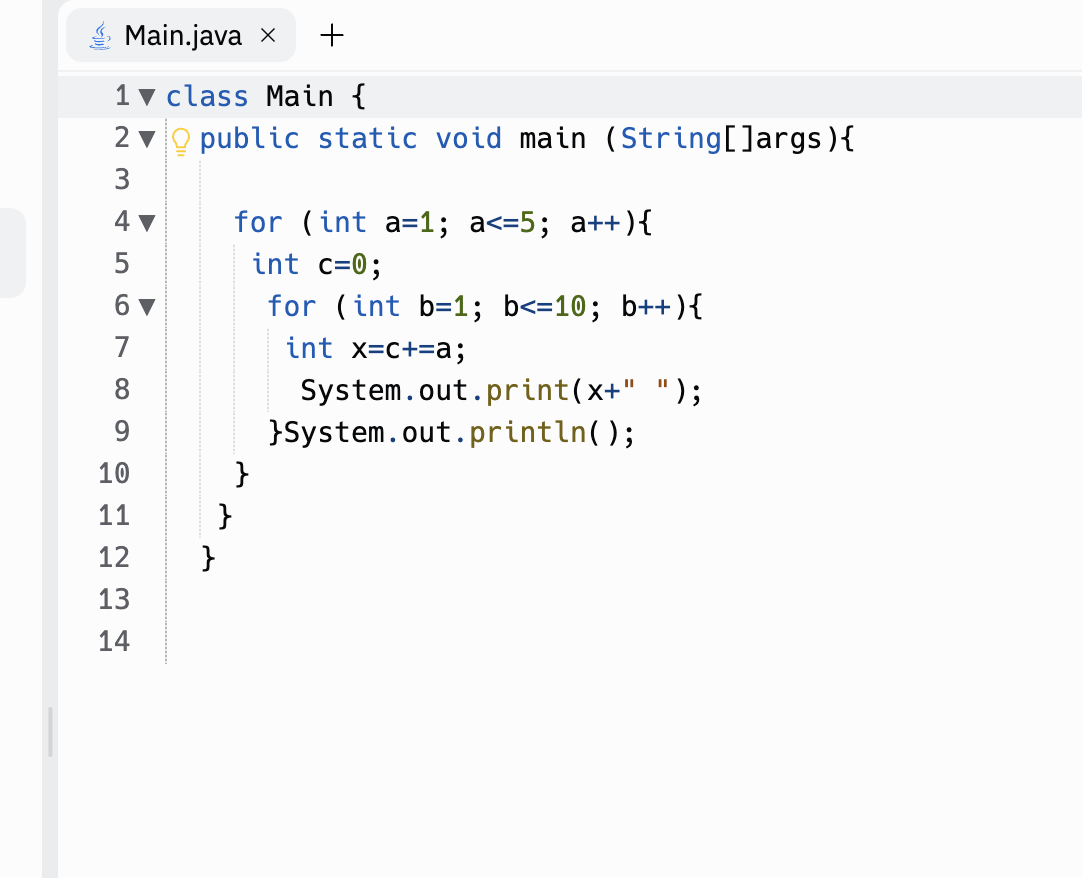 Main.java × +
1 class Main {
2 public static void main (String[]args){
3
4 for (int a=1; a<=5; a++){
5 int c=0;
6 for (int b=1; b<=10; b++){
7 int x=c+=a;
8 System.out.print(x+" ");
9 }System.out.println();
10 }
11 }
12 }
13
14